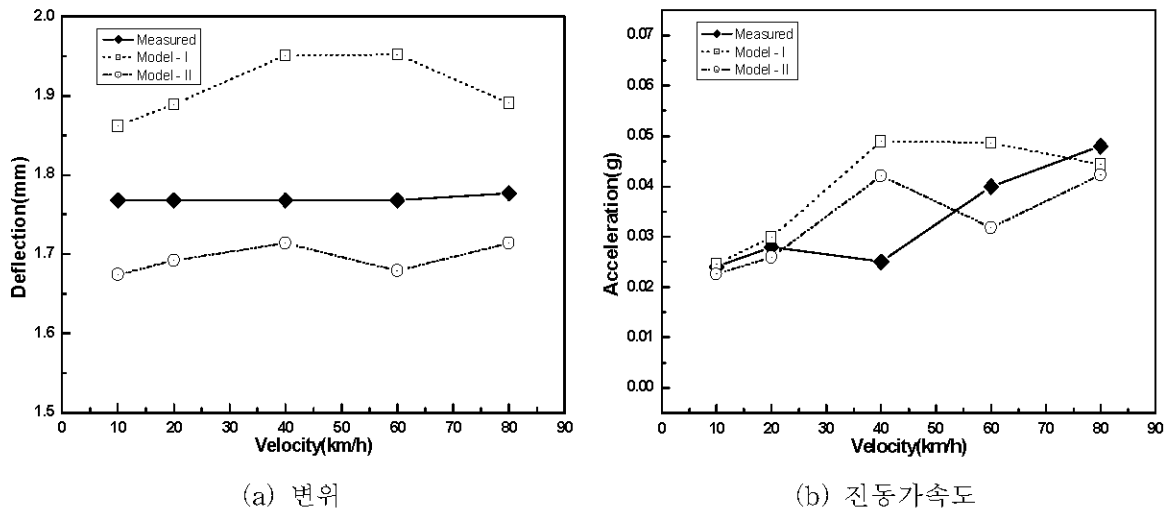 2.0
1.9
1.8
1.7
1.6
1.5
Deflection(mm)
Measured
Model - I
Model - II
0 10 20 30 40 50 60 70 80 90
Velocity(km/h)
(a) 변위
0.07
0.06
0.05
0.04
0.03
0.02
0.01
0.00
Acceleration(g)
Measured
Model - I
Model - II
0 10 20 30 40 50 60 70 80 90
Velocity(km/h)
(b) 진동가속도